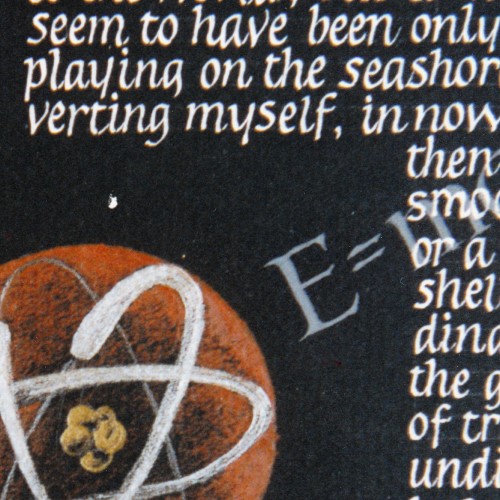 seem to have been only
playing on the seashor
verting myself, in now
then
smoo
or a
E=m
shel
dina
the g
of tr
undi